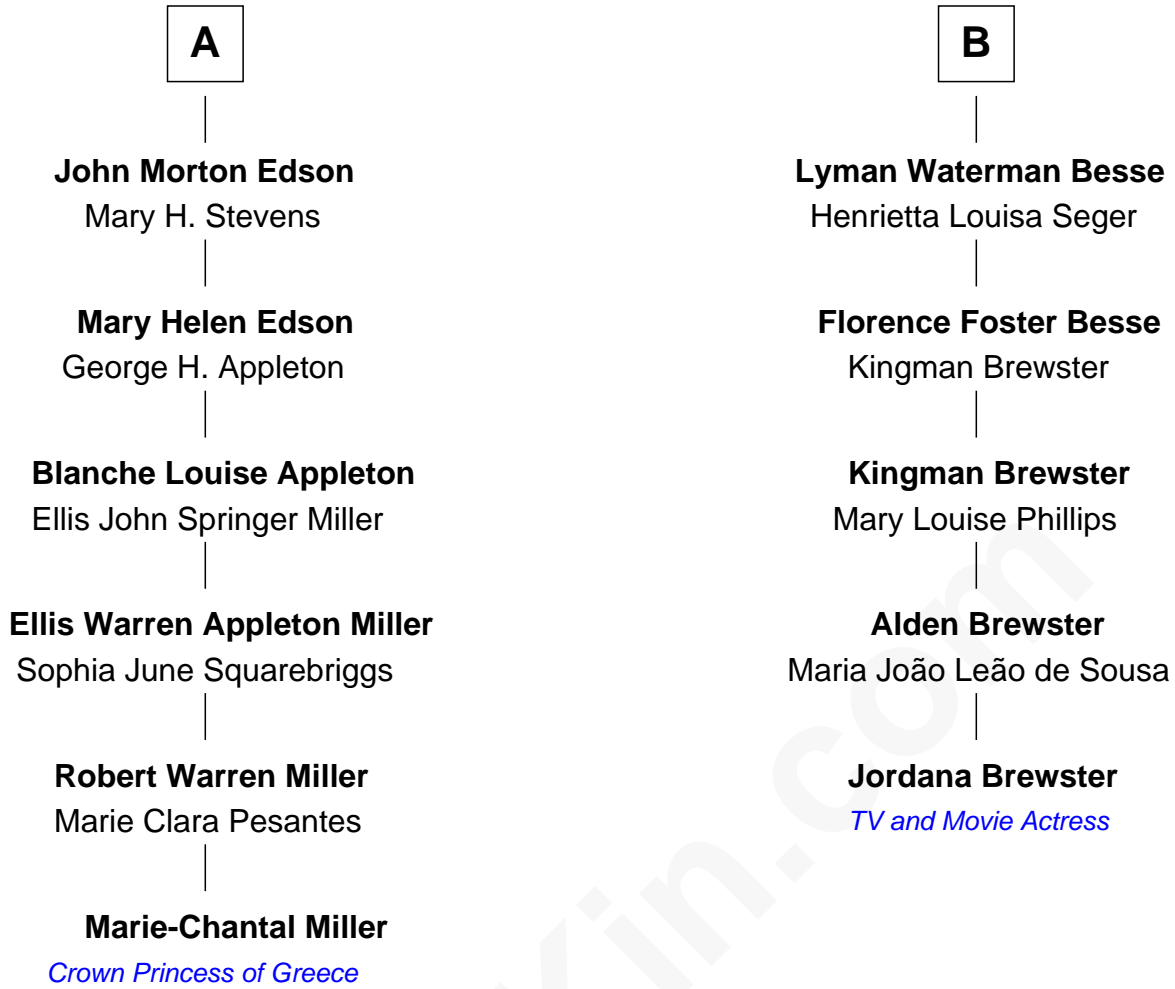 A
John Morton Edson
Mary H. Stevens
Mary Helen Edson
George H. Appleton
Blanche Louise Appleton
Ellis John Springer Miller
Ellis Warren Appleton Miller
Sophia June Squarebriggs
Robert Warren Miller
Marie Clara Pesantes
Marie-Chantal Miller
Crown Princess of Greece
B
Lyman Waterman Besse
Henrietta Louisa Seger
Florence Foster Besse
Kingman Brewster
Kingman Brewster
Mary Louise Phillips
Alden Brewster
Maria João Leão de Sousa
Jordana Brewster
TV and Movie Actress
Kin.com